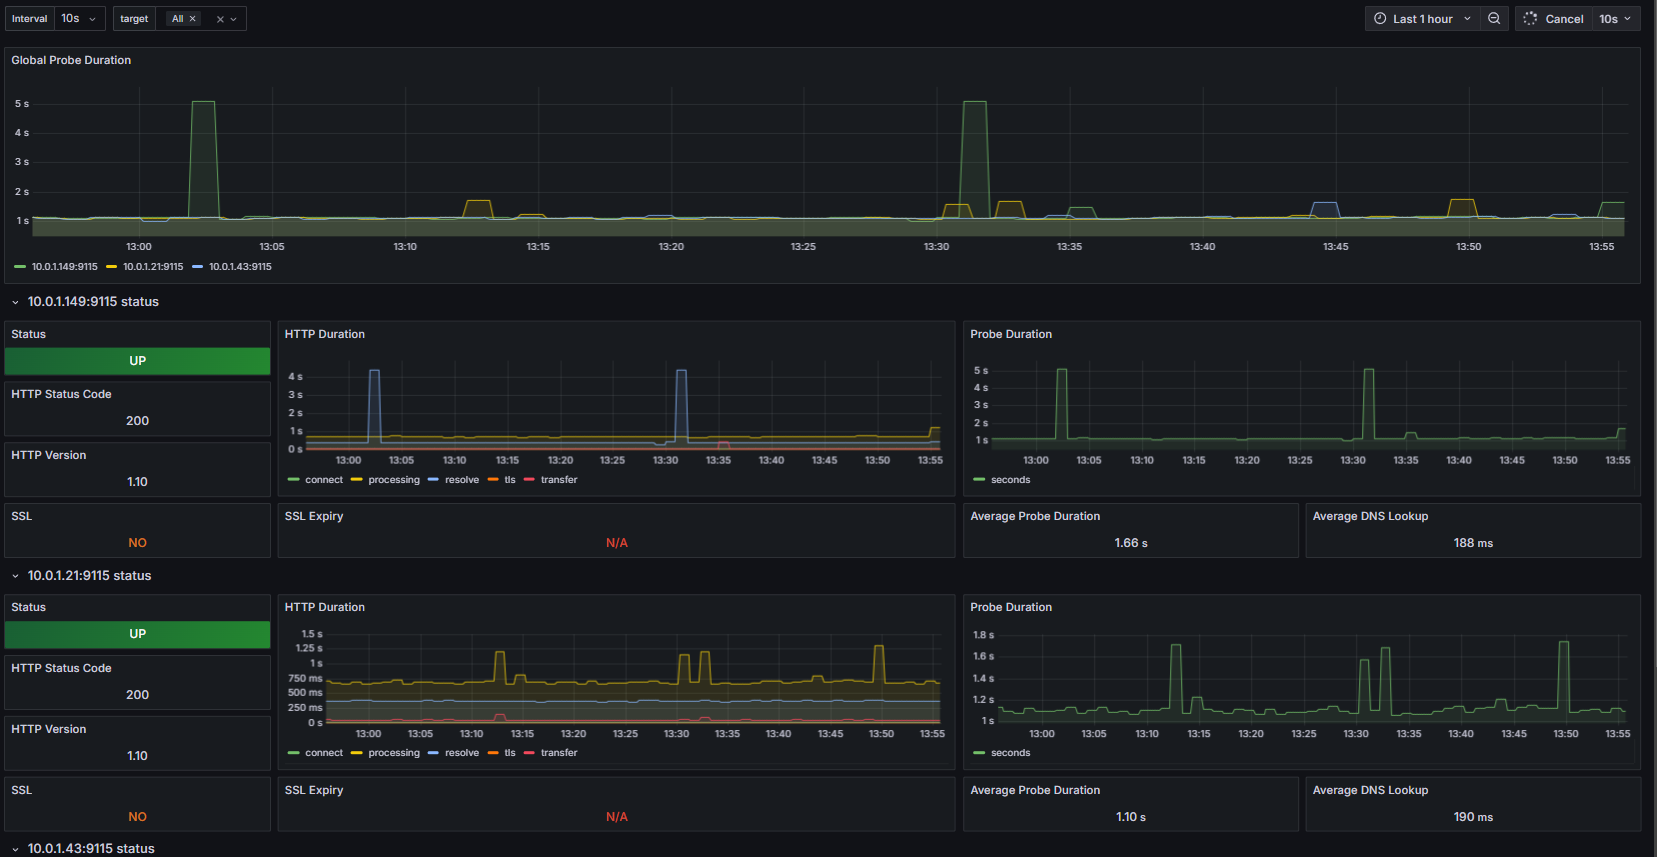 Interval 10s target All Last 1 hour Cancel 10s
Global Probe Duration
5 s
4 s
3 s
2 s
1 s
13:00 13:05 13:10 13:15 13:20 13:25 13:30 13:35 13:40 13:45 13:50 13:55
10.0.1.149:9115 10.0.1.21:9115 10.0.1.43:9115
10.0.1.149:9115 status
Status
UP
HTTP Status Code
200
HTTP Version
1.10
SSL
NO
HTTP Duration
4 s
3 s
2 s
1 s
0 s
13:00 13:05 13:10 13:15 13:20 13:25 13:30 13:35 13:40 13:45 13:50 13:55
connect processing resolve tls transfer
SSL Expiry
N/A
Probe Duration
5 s
4 s
3 s
2 s
1 s
13:00 13:05 13:10 13:15 13:20 13:25 13:30 13:35 13:40 13:45 13:50 13:55
seconds
Average Probe Duration
1.66 s
Average DNS Lookup
188 ms
10.0.1.21:9115 status
Status
UP
HTTP Status Code
200
HTTP Version
1.10
SSL
NO
HTTP Duration
1.5 s
1.25 s
1 s
750 ms
500 ms
250 ms
0 s
13:00 13:05 13:10 13:15 13:20 13:25 13:30 13:35 13:40 13:45 13:50 13:55
connect processing resolve tls transfer
SSL Expiry
N/A
Probe Duration
1.8 s
1.6 s
1.4 s
1.2 s
1 s
13:00 13:05 13:10 13:15 13:20 13:25 13:30 13:35 13:40 13:45 13:50 13:55
seconds
Average Probe Duration
1.10 s
Average DNS Lookup
190 ms
10.0.1.43:9115 status